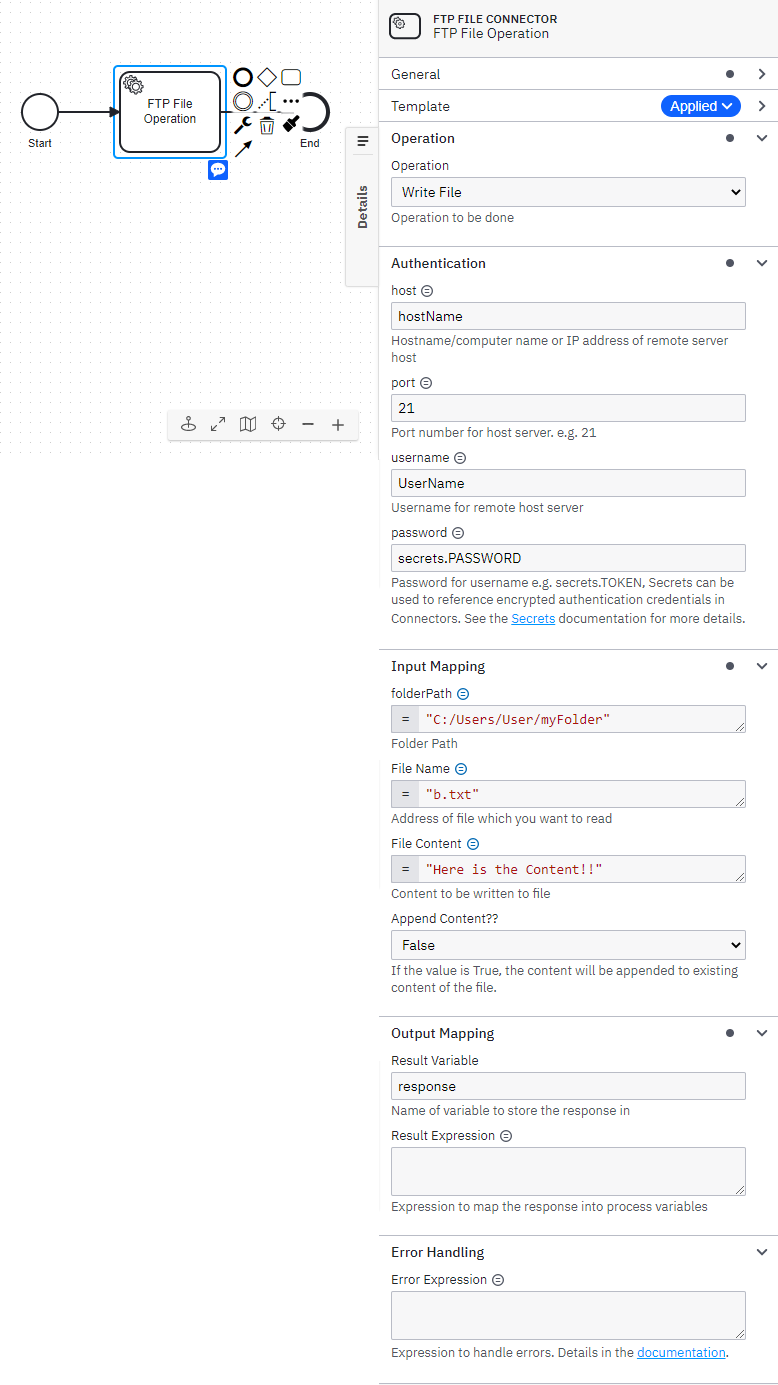 FTP File
Operation
Start
End
Details
FTP FILE CONNECTOR
FTP File Operation
General
Template
Applied
Operation
Operation
Write File
Operation to be done
Authentication
host
hostName
Hostname/computer name or IP address of remote server
host
port
21
Port number for host server. e.g. 21
username
UserName
Username for remote host server
password
secrets.PASSWORD
Password for username e.g. secrets.TOKEN, Secrets can be
used to reference encrypted authentication credentials in
Connectors. See the Secrets documentation for more details.
Input Mapping
folderPath
= "C:/Users/User/myFolder"
Folder Path
File Name
= "b.txt"
Address of file which you want to read
File Content
= "Here is the Content!!"
Content to be written to file
Append Content??
False
If the value is True, the content will be appended to existing
content of the file.
Output Mapping
Result Variable
response
Name of variable to store the response in
Result Expression
Expression to map the response into process variables
Error Handling
Error Expression
Expression to handle errors. Details in the documentation.